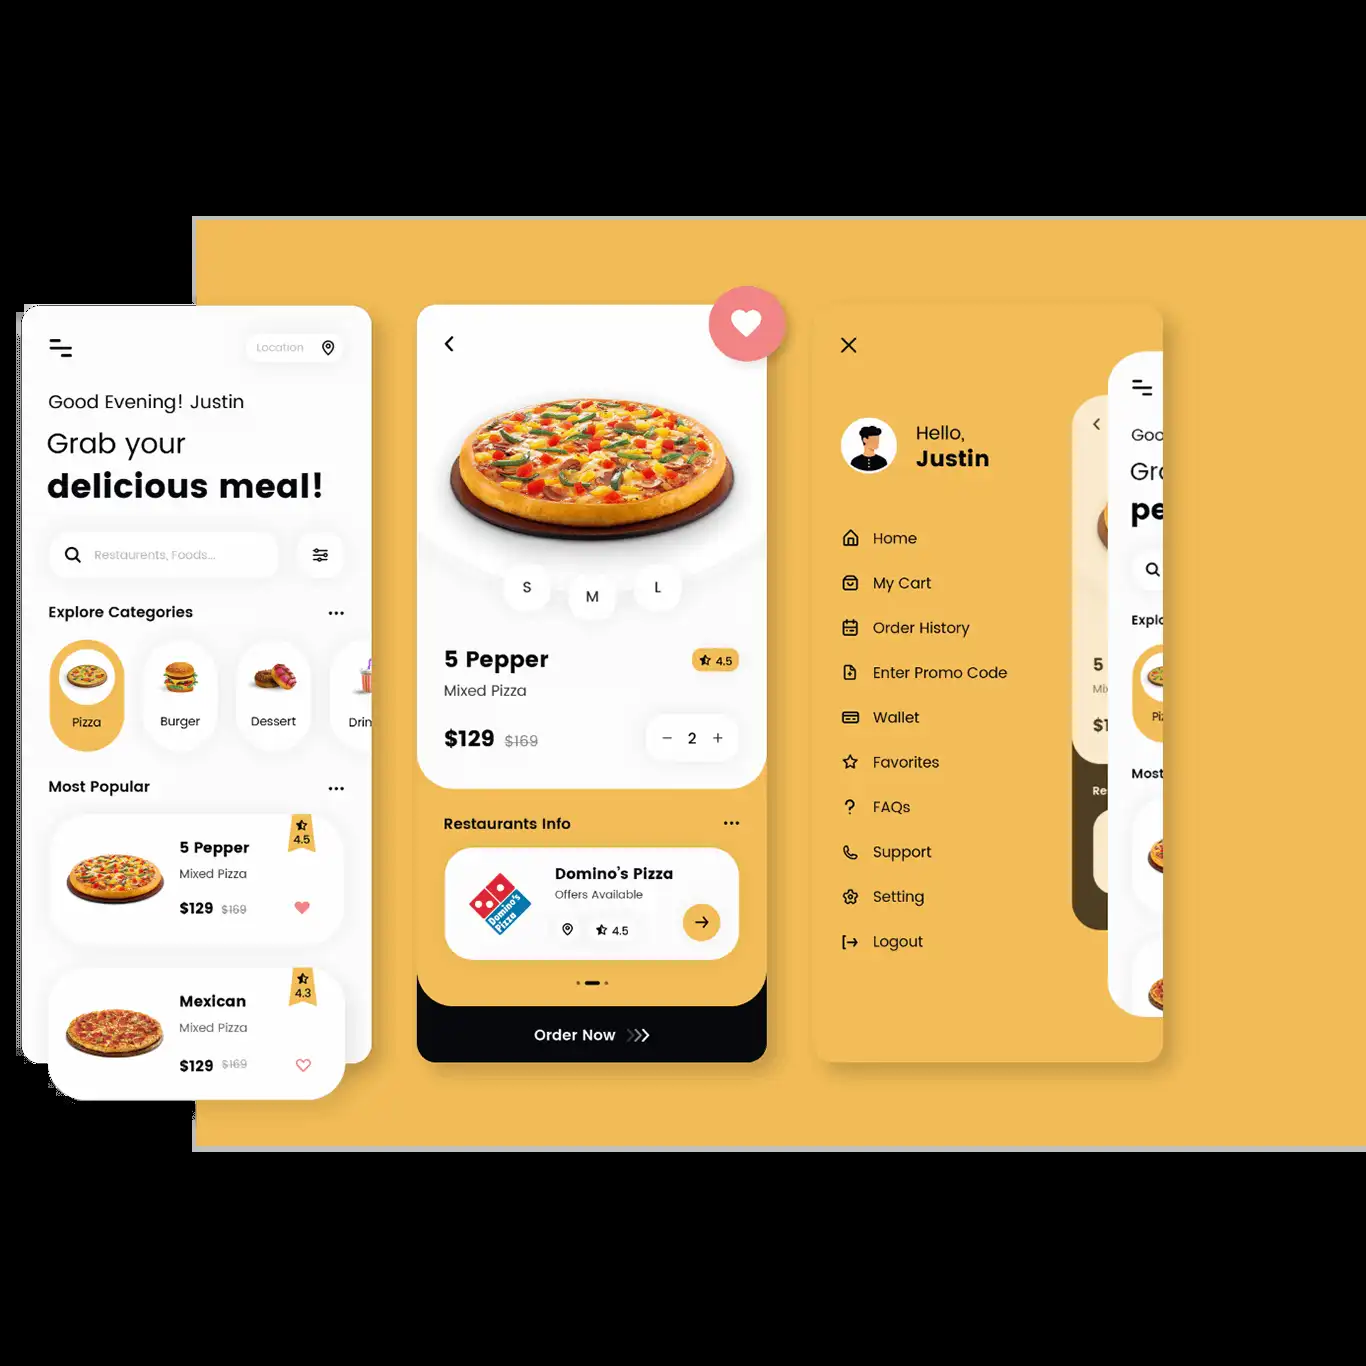 Location
Good Evening! Justin
Grab your
delicious meal!
Restaurents, Foods...
Explore Categories
Pizza
Burger
Dessert
Drin
Most Popular
5 Pepper
4.5
Mixed Pizza
$129 $169
Mexican
4.3
Mixed Pizza
$129 $169
S
M
L
5 Pepper
4.5
Mixed Pizza
$129 $169
− 2 +
Restaurants Info
Domino's Pizza
Offers Available
Domino's
Pizza
4.5
Order Now
Hello,
Justin
Home
My Cart
Order History
Enter Promo Code
Wallet
Favorites
FAQs
Support
Setting
Logout
5
Mi
$1
Re
Goo
Gra
pe
Explo
Pi
Most